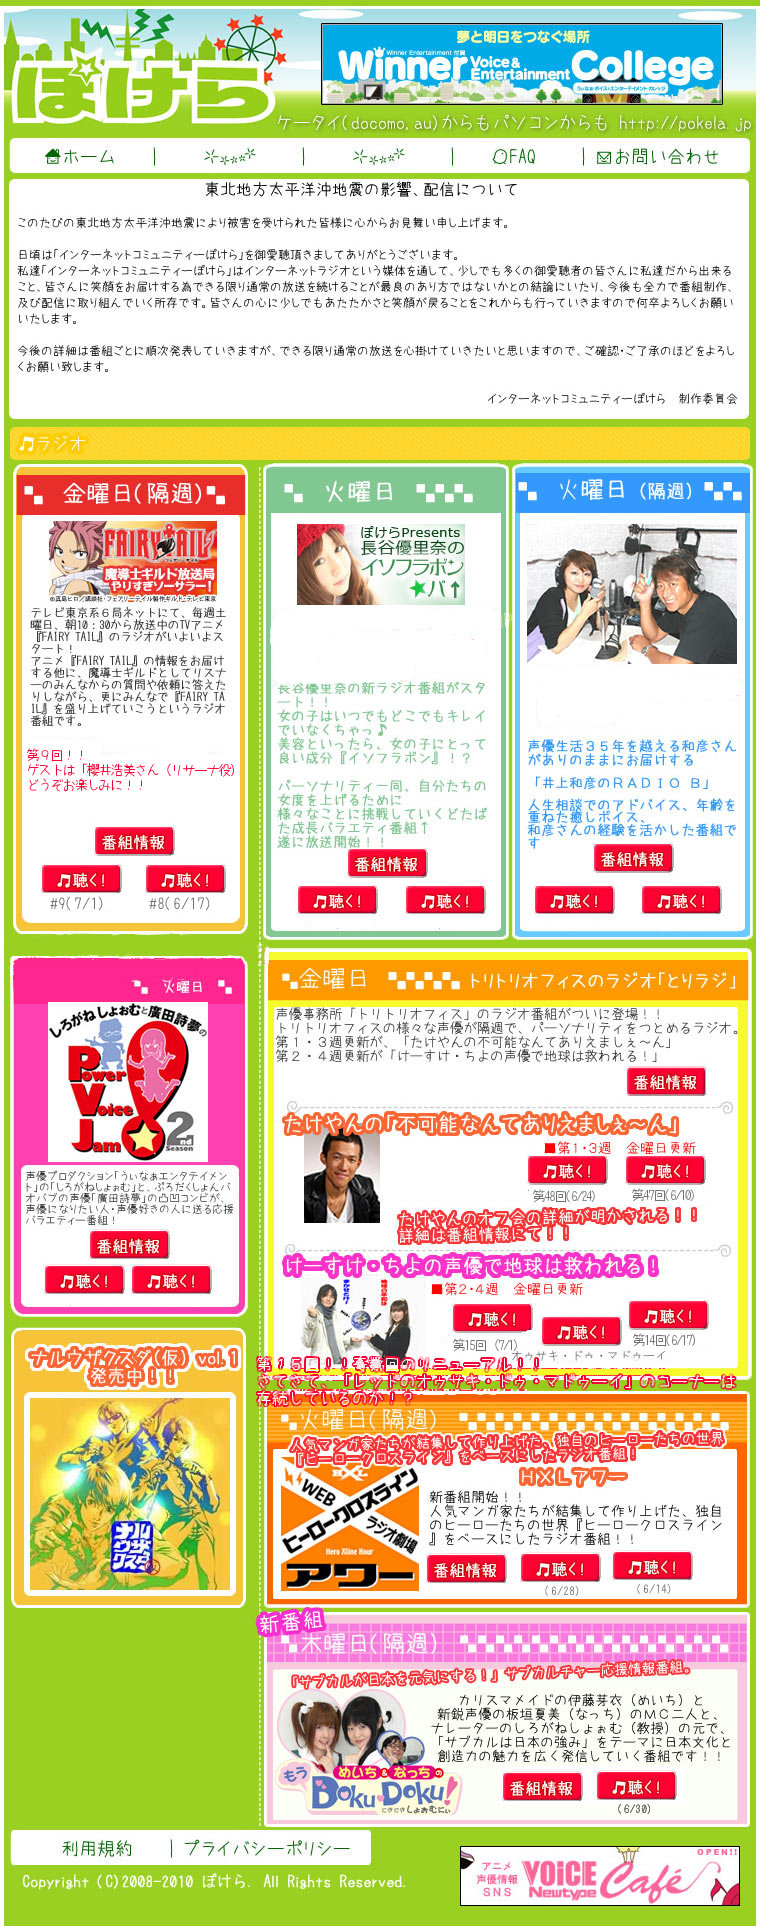 ぽけら
夢と明日をつなぐ場所
Winner Entertainment 付属
Winner Voice & Entertainment College
ケータイ(docomo,au)からもパソコンからも http://pokela.jp
ホーム
FAQ
お問い合わせ
東北地方太平洋沖地震の影響、配信について
このたびの東北地方太平洋沖地震により被害を受けられた皆様に心からお見舞い申し上げます。
日頃は「インターネットコミュニティーぽけら」を御愛聴頂きましてありがとうございます。
私達「インターネットコミュニティーぽけら」はインターネットラジオという媒体を通して、少しでも多くの御愛聴者の皆さんに私達だから出来る
こと、皆さんに笑顔をお届けする為できる限り通常の放送を続けることが最良のあり方ではないかとの結論にいたり、今後も全力で番組制作、
及び配信に取り組んでいく所存です。皆さんの心に少しでもあたたかさと笑顔が戻ることをこれからも行っていきますので何卒よろしくお願い
いたします。
今後の詳細は番組ごとに順次発表していきますが、できる限り通常の放送を心掛けていきたいと思いますので、ご確認・ご了承のほどをよろし
くお願い致します。
インターネットコミュニティーぽけら　制作委員会
♫ラジオ
金曜日(隔週)
FAIRY TAIL
魔導士ギルド放送局
やりすぎソーサラー!
©真島ヒロ/講談社・フェアリーテイル製作ギルド・テレビ東京
テレビ東京系６局ネットにて、毎週土
曜日、朝10：30から放送中のTVアニメ
『FAIRY TAIL』のラジオがいよいよス
タート！
アニメ『FAIRY TAIL』の情報をお届け
する他に、魔導士ギルドとしてリスナ
ーのみんなからの質問や依頼に答えた
りしながら、更にみんなで『FAIRY TA
IL』を盛り上げていこうというラジオ
番組です。
第９回！！
ゲストは「櫻井浩美さん（リサーナ役）
どうぞお楽しみに！！
番組情報
♫聴く!
♫聴く!
#9(7/1)
#8(6/17)
火曜日
ぽけらPresents
長谷優里奈の
イソフラボン
★バ↑
長谷優里奈の新ラジオ番組がスタ
ート！！
女の子はいつでもどこでもキレイ
でいなくちゃっ♪
美容といったら、女の子にとって
良い成分『イソフラボン』！？
パーソナリティー同、自分たちの
女度を上げるために
様々なことに挑戦していくどたば
た成長バラエティ番組↑
遂に放送開始！！
番組情報
♫聴く!
♫聴く!
火曜日（隔週）
声優生活３５年を越える和彦さん
がありのままにお届けする
「井上和彦のＲＡＤＩＯ Ｂ」
人生相談でのアドバイス、年齢を
重ねた癒しボイス、
和彦さんの経験を活かした番組で
す
番組情報
♫聴く!
♫聴く!
火曜日
しろがねしょぉむと廣田詩夢の
Power
Voice
Jam
2nd
Season
声優プロダクション「うぃなぁエンタテイメン
ト」の「しろがねしょぉむ」と、ぷろだくしょんバ
オバブの声優「廣田詩夢」の凸凹コンビが、
声優になりたい人・声優好きの人に送る応援
バラエティー番組！
番組情報
♫聴く!
♫聴く!
金曜日
トリトリオフィスのラジオ「とりラジ」
声優事務所「トリトリオフィス」のラジオ番組がついに登場！！
トリトリオフィスの様々な声優が隔週で、パーソナリティをつとめるラジオ。
第１・３週更新が、「たけやんの不可能なんてありえましぇ〜ん」
第２・４週更新が「けーすけ・ちよの声優で地球は救われる！」
番組情報
たけやんの「不可能なんてありえましぇ〜ん」
■第1・3週　金曜日更新
♫聴く!
♫聴く!
第48回(6/24)
第47回(6/10)
たけやんのオフ会の詳細が明かされる！！
詳細は番組情報にて！！
けーすけ・ちよの声優で地球は救われる！
■第2・4週　金曜日更新
♫聴く!
♫聴く!
♫聴く!
第15回 (7/1)
第14回(6/17)
オゥサキ・ドゥ・マドゥーイ
さてさて…「レッドのオゥサキ・ドゥ・マドゥーイ」のコーナーは
存続しているのか！？
ナルウザクスダ(仮) vol.1
発売中！！
ナル
ウザ
クス
ダ
仮
火曜日(隔週)
人気マンガ家たちが結集して作り上げた、独自のヒーローたちの世界
『ヒーロークロスライン』をベースにしたラジオ番組！
HXL
WEB
ヒーロークロスライン
ラジオ劇場
Hero Xline Hour
アワー
ＨＸＬアワー
新番組開始！！
人気マンガ家たちが結集して作り上げた、独自
のヒーローたちの世界『ヒーロークロスライン
』をベースにしたラジオ番組！！
番組情報
♫聴く!
♫聴く!
(6/28)
(6/14)
新番組
木曜日(隔週)
「サブカルが日本を元気にする！」サブカルチャー応援情報番組。
もう
めいち＆なっちの
DOKU DOKU!
ときどきしょぉむにぃ
カリスマメイドの伊藤芽衣（めいち）と
新鋭声優の板垣夏美（なっち）のＭＣ二人と、
ナレーターのしろがねしょぉむ（教授）の元で、
「サブカルは日本の強み」をテーマに日本文化と
創造力の魅力を広く発信していく番組です！！
番組情報
♫聴く!
(6/30)
利用規約
プライバシーポリシー
Copyright (C)2008-2010 ぽけら. All Rights Reserved.
アニメ
声優情報
SNS
VOiCE
Newtype
Café
OPEN!!